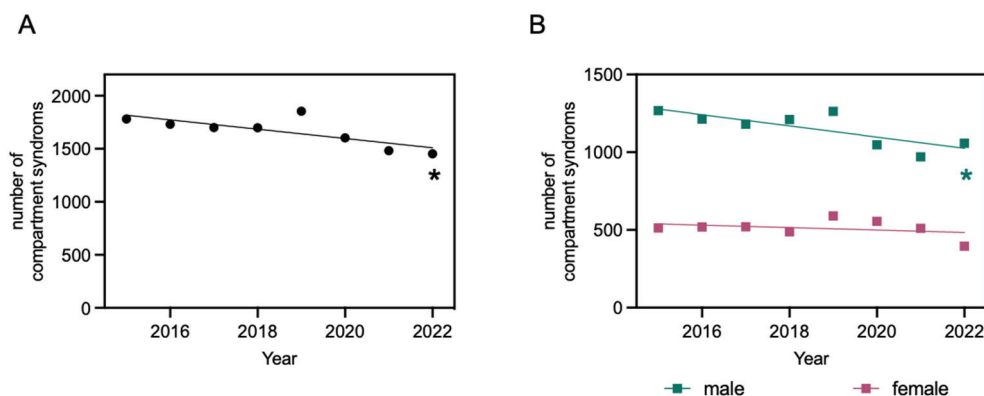 A
B
number of
compartment syndroms
2000
1500
1000
500
0
2016
2018
2020
2022
Year
*
number of
compartment syndroms
1500
1000
500
0
2016
2018
2020
2022
Year
*
male
female